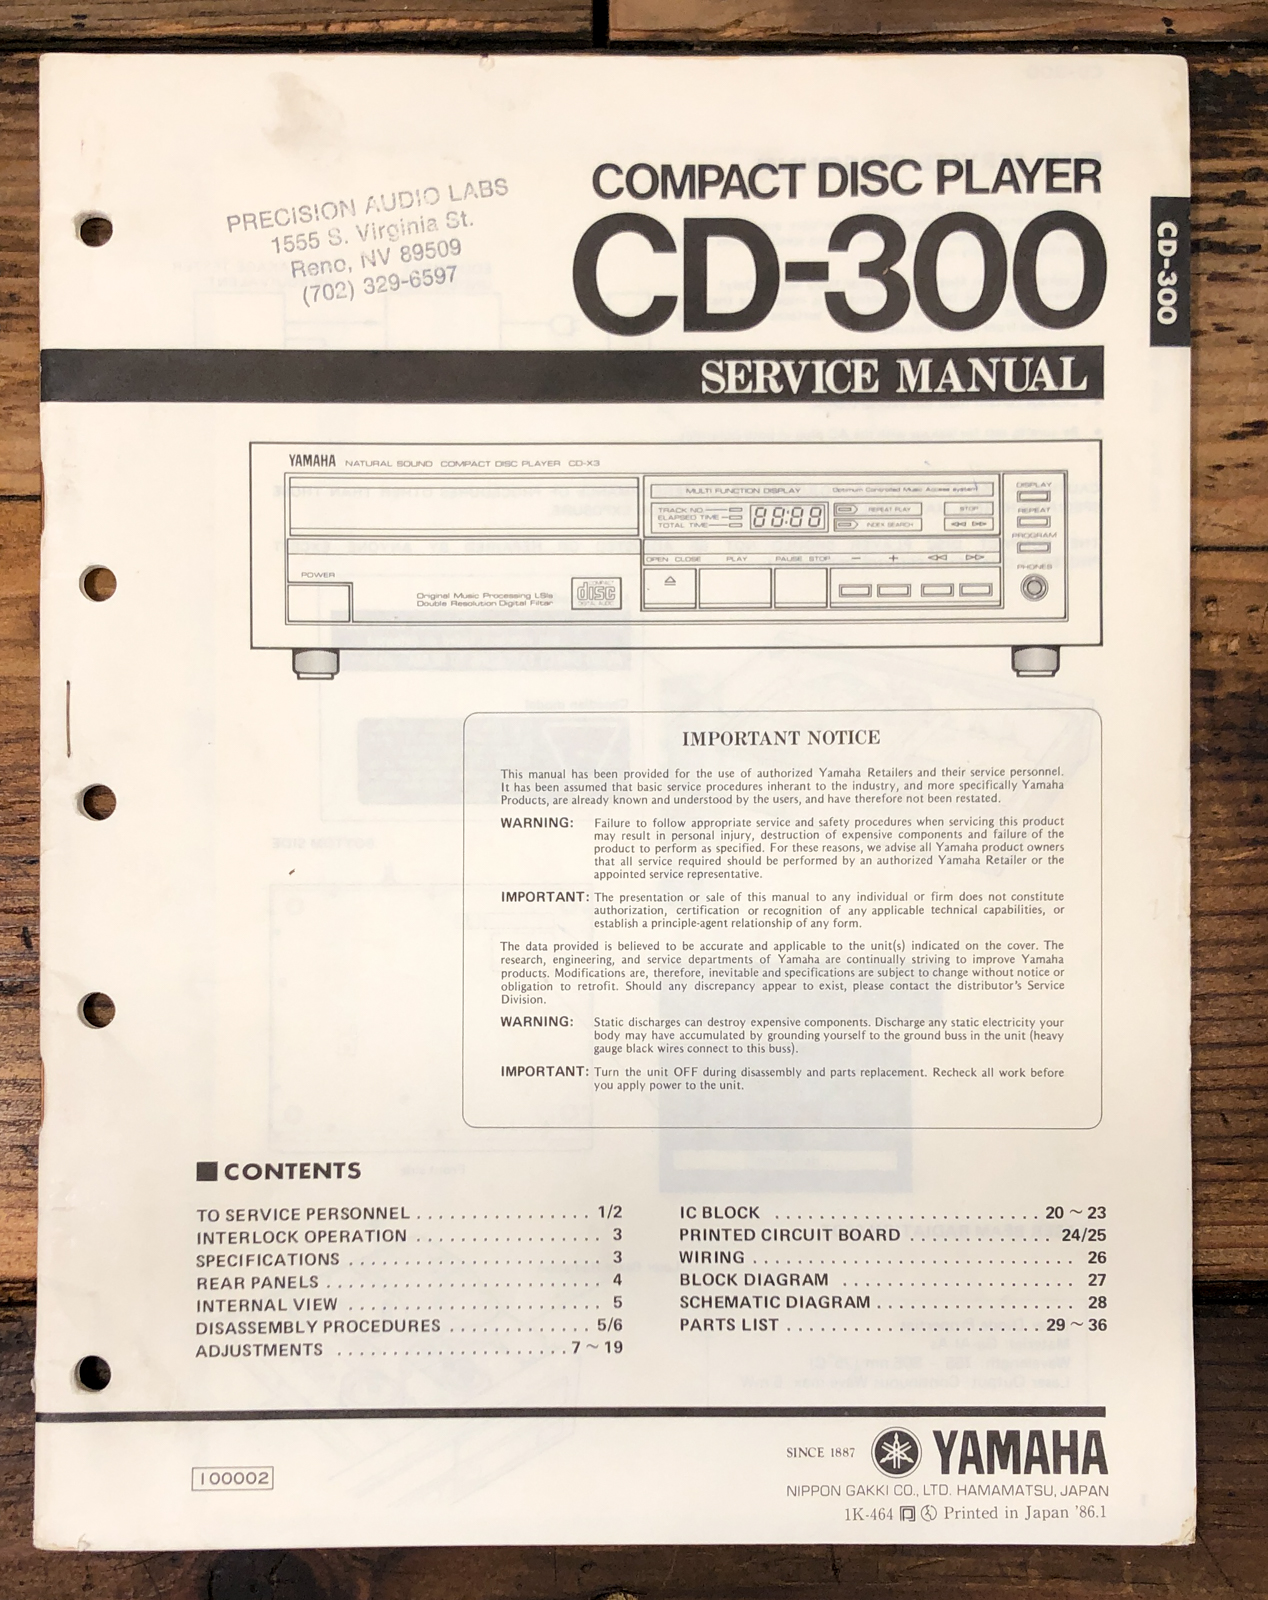 COMPACT DISC PLAYER
CD-300
CD-300
PRECISION AUDIO LABS
1555 S. Virginia St.
Reno, NV 89509
(702) 329-6597
SERVICE MANUAL
YAMAHA NATURAL SOUND COMPACT DISC PLAYER CD-X3
MULTI FUNCTION DISPLAY Optimum Controlled Music Access system
DISPLAY
TRACK NO
ELAPSED TIME
TOTAL TIME
88:88
REPEAT PLAY
INDEX SEARCH
STOP
REPEAT
PROGRAM
OPEN CLOSE PLAY PAUSE STOP − +
PHONES
POWER
Original Music Processing LSIs
Double Resolution Digital Filter
COMPACT
disc
DIGITAL AUDIO
IMPORTANT NOTICE
This manual has been provided for the use of authorized Yamaha Retailers and their service personnel.
It has been assumed that basic service procedures inherant to the industry, and more specifically Yamaha
Products, are already known and understood by the users, and have therefore not been restated.
WARNING: Failure to follow appropriate service and safety procedures when servicing this product
may result in personal injury, destruction of expensive components and failure of the
product to perform as specified. For these reasons, we advise all Yamaha product owners
that all service required should be performed by an authorized Yamaha Retailer or the
appointed service representative.
IMPORTANT: The presentation or sale of this manual to any individual or firm does not constitute
authorization, certification or recognition of any applicable technical capabilities, or
establish a principle-agent relationship of any form.
The data provided is believed to be accurate and applicable to the unit(s) indicated on the cover. The
research, engineering, and service departments of Yamaha are continually striving to improve Yamaha
products. Modifications are, therefore, inevitable and specifications are subject to change without notice or
obligation to retrofit. Should any discrepancy appear to exist, please contact the distributor's Service
Division.
WARNING: Static discharges can destroy expensive components. Discharge any static electricity your
body may have accumulated by grounding yourself to the ground buss in the unit (heavy
gauge black wires connect to this buss).
IMPORTANT: Turn the unit OFF during disassembly and parts replacement. Recheck all work before
you apply power to the unit.
■ CONTENTS
TO SERVICE PERSONNEL . . . . . . . . . . . . . . . . 1/2
INTERLOCK OPERATION . . . . . . . . . . . . . . . . . 3
SPECIFICATIONS . . . . . . . . . . . . . . . . . . . . . . . 3
REAR PANELS . . . . . . . . . . . . . . . . . . . . . . . . . 4
INTERNAL VIEW . . . . . . . . . . . . . . . . . . . . . . . 5
DISASSEMBLY PROCEDURES . . . . . . . . . . . . . 5/6
ADJUSTMENTS . . . . . . . . . . . . . . . . . . . . . 7 ~ 19
IC BLOCK . . . . . . . . . . . . . . . . . . . . . . . . 20 ~ 23
PRINTED CIRCUIT BOARD . . . . . . . . . . . . . 24/25
WIRING . . . . . . . . . . . . . . . . . . . . . . . . . . . . . 26
BLOCK DIAGRAM . . . . . . . . . . . . . . . . . . . . . 27
SCHEMATIC DIAGRAM . . . . . . . . . . . . . . . . . . 28
PARTS LIST . . . . . . . . . . . . . . . . . . . . . . . 29 ~ 36
100002
SINCE 1887 YAMAHA
NIPPON GAKKI CO., LTD. HAMAMATSU, JAPAN
1K-464 Printed in Japan '86.1